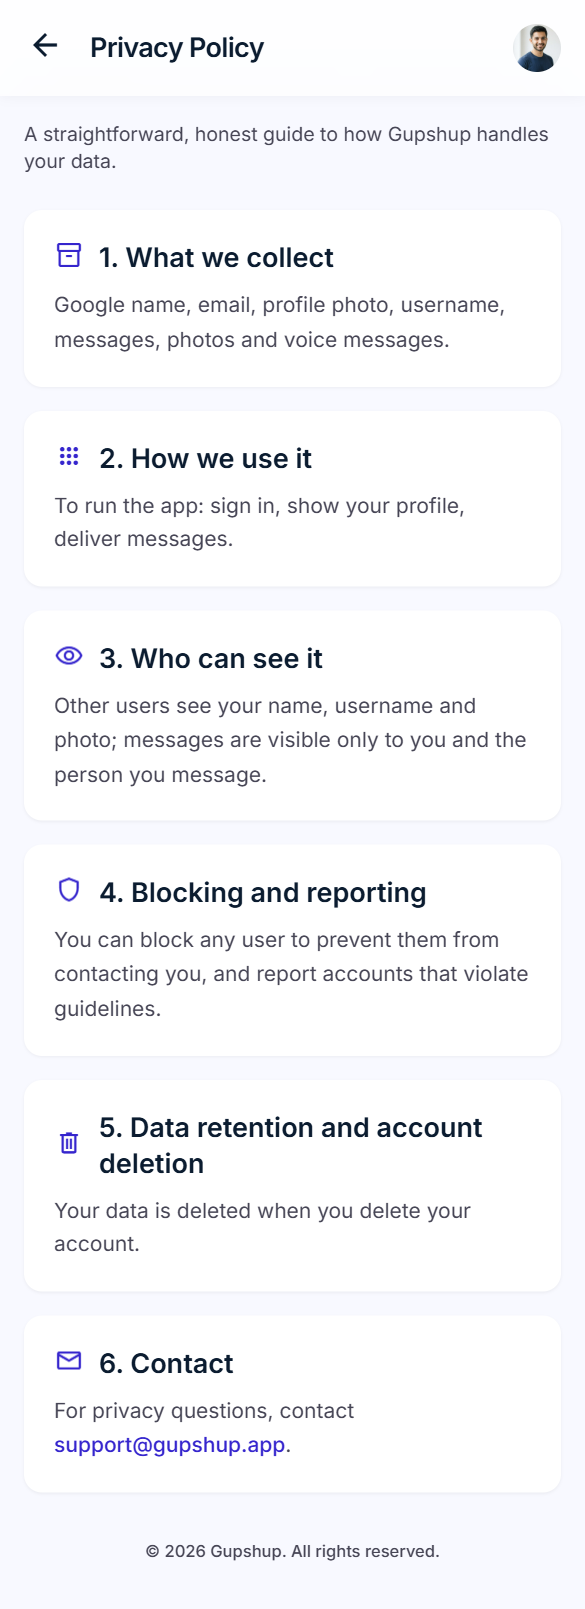 Privacy Policy
A straightforward, honest guide to how Gupshup handles
your data.
1. What we collect
Google name, email, profile photo, username,
messages, photos and voice messages.
2. How we use it
To run the app: sign in, show your profile,
deliver messages.
3. Who can see it
Other users see your name, username and
photo; messages are visible only to you and the
person you message.
4. Blocking and reporting
You can block any user to prevent them from
contacting you, and report accounts that violate
guidelines.
5. Data retention and account
deletion
Your data is deleted when you delete your
account.
6. Contact
For privacy questions, contact
support@gupshup.app.
© 2026 Gupshup. All rights reserved.